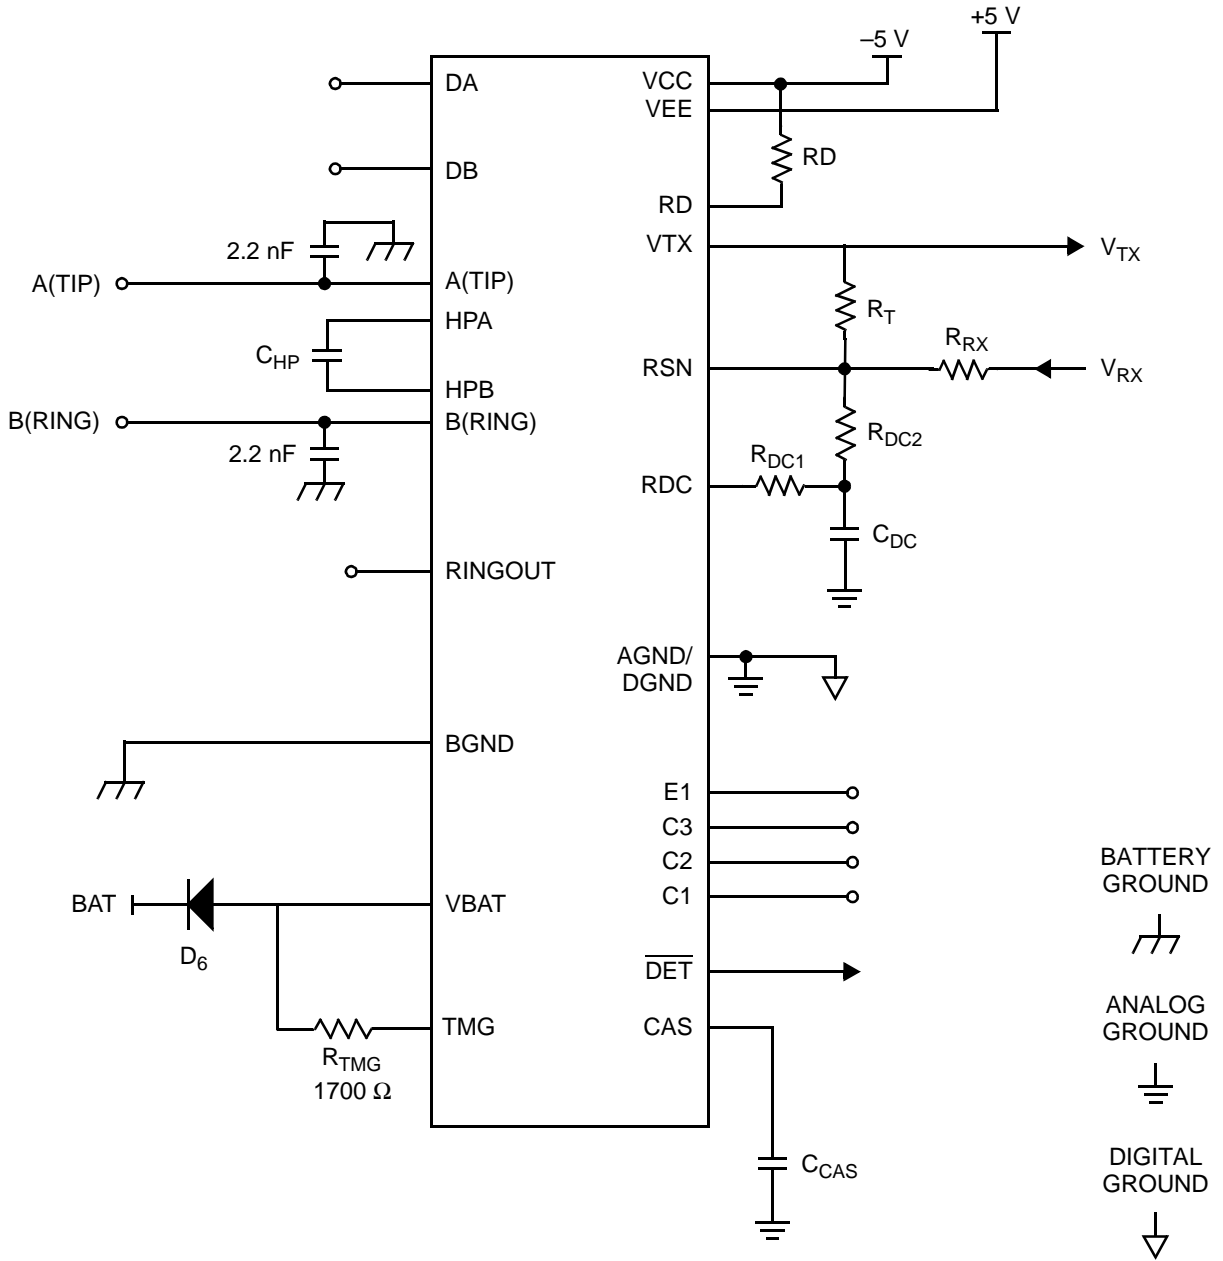 +5 V
–5 V
DA
VCC
VEE
DB
RD
RD
VTX
V_TX
2.2 nF
A(TIP)
A(TIP)
HPA
R_T
C_HP
R_RX
RSN
V_RX
HPB
B(RING)
B(RING)
2.2 nF
R_DC2
R_DC1
RDC
C_DC
RINGOUT
AGND/
DGND
BGND
E1
C3
C2
C1
BATTERY
GROUND
BAT
VBAT
D_6
DET
ANALOG
GROUND
TMG
CAS
R_TMG
1700 Ω
C_CAS
DIGITAL
GROUND